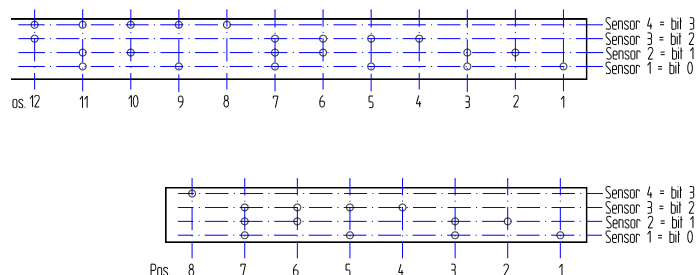 Sensor 4 = bit 3
Sensor 3 = bit 2
Sensor 2 = bit 1
Sensor 1 = bit 0
os. 12 11 10 9 8 7 6 5 4 3 2 1
Sensor 4 = bit 3
Sensor 3 = bit 2
Sensor 2 = bit 1
Sensor 1 = bit 0
Pos 8 7 6 5 4 3 2 1